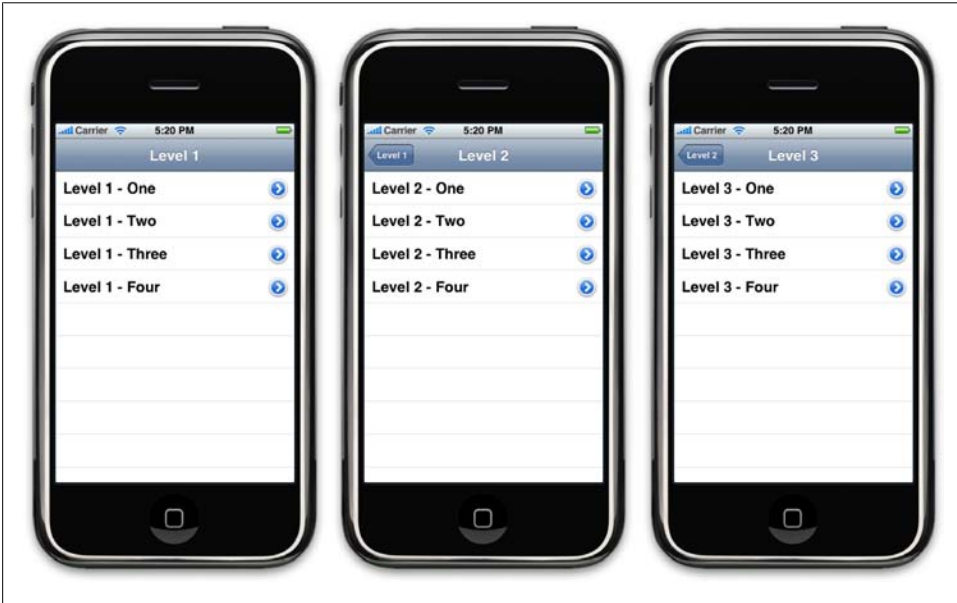 Carrier 5:20 PM
Level 1
Level 1 - One
Level 1 - Two
Level 1 - Three
Level 1 - Four
Carrier 5:20 PM
Level 1 Level 2
Level 2 - One
Level 2 - Two
Level 2 - Three
Level 2 - Four
Carrier 5:20 PM
Level 2 Level 3
Level 3 - One
Level 3 - Two
Level 3 - Three
Level 3 - Four